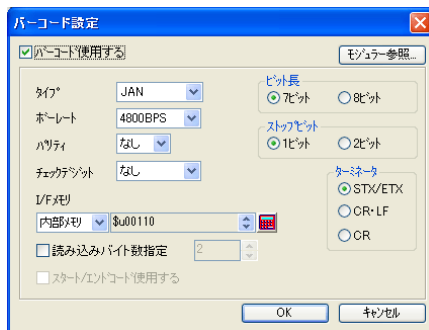 バーコード設定
バーコード使用する
モジュラー参照...
タイプ JAN
ボーレート 4800BPS
パリティ なし
チェックデジット なし
I/Fメモリ
内部メモリ $u00110
読み込みバイト数指定 2
スタート/エンドコード使用する
ビット長
7ビット 8ビット
ストップビット
1ビット 2ビット
ターミネータ
STX/ETX
CR・LF
CR
OK キャンセル